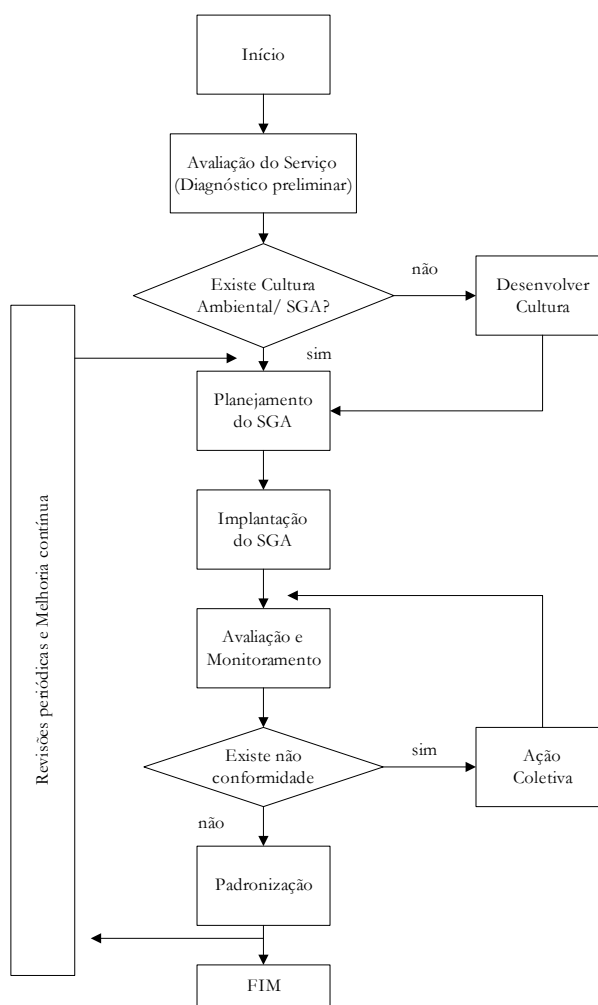 Início
Avaliação do Serviço
(Diagnóstico preliminar)
Existe Cultura
Ambiental/ SGA?
não
Desenvolver
Cultura
sim
Planejamento
do SGA
Implantação
do SGA
Revisões periódicas e Melhoria contínua
Avaliação e
Monitoramento
Existe não
conformidade
sim
Ação
Coletiva
não
Padronização
FIM